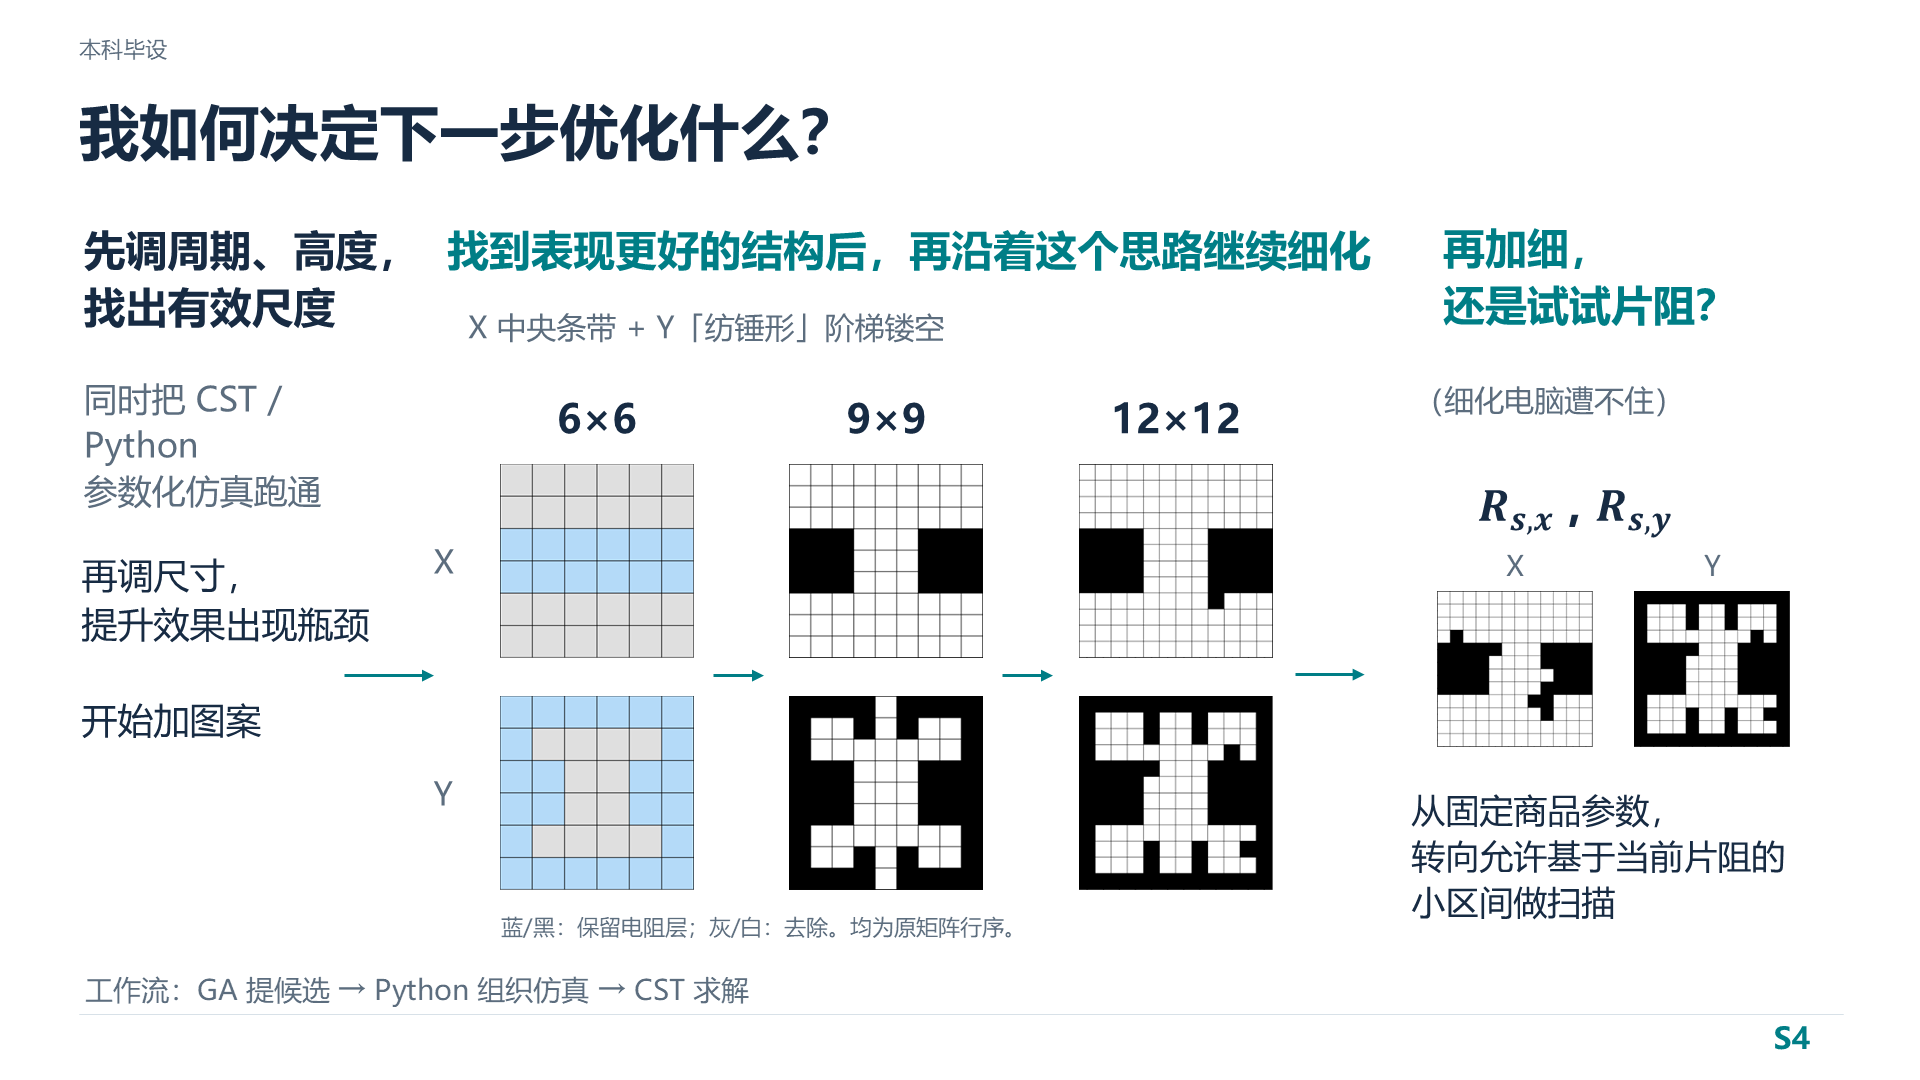 本科毕设
我如何决定下一步优化什么？
先调周期、高度，
找出有效尺度
同时把 CST /
Python
参数化仿真跑通
再调尺寸，
提升效果出现瓶颈
开始加图案
找到表现更好的结构后，再沿着这个思路继续细化
X 中央条带 + Y「纺锤形」阶梯镂空
6×6
9×9
12×12
X
Y
蓝/黑：保留电阻层；灰/白：去除。均为原矩阵行序。
再加细，
还是试试片阻？
（细化电脑遭不住）
R_{s,x} , R_{s,y}
X
Y
从固定商品参数，
转向允许基于当前片阻的
小区间做扫描
工作流：GA 提候选 → Python 组织仿真 → CST 求解
S4